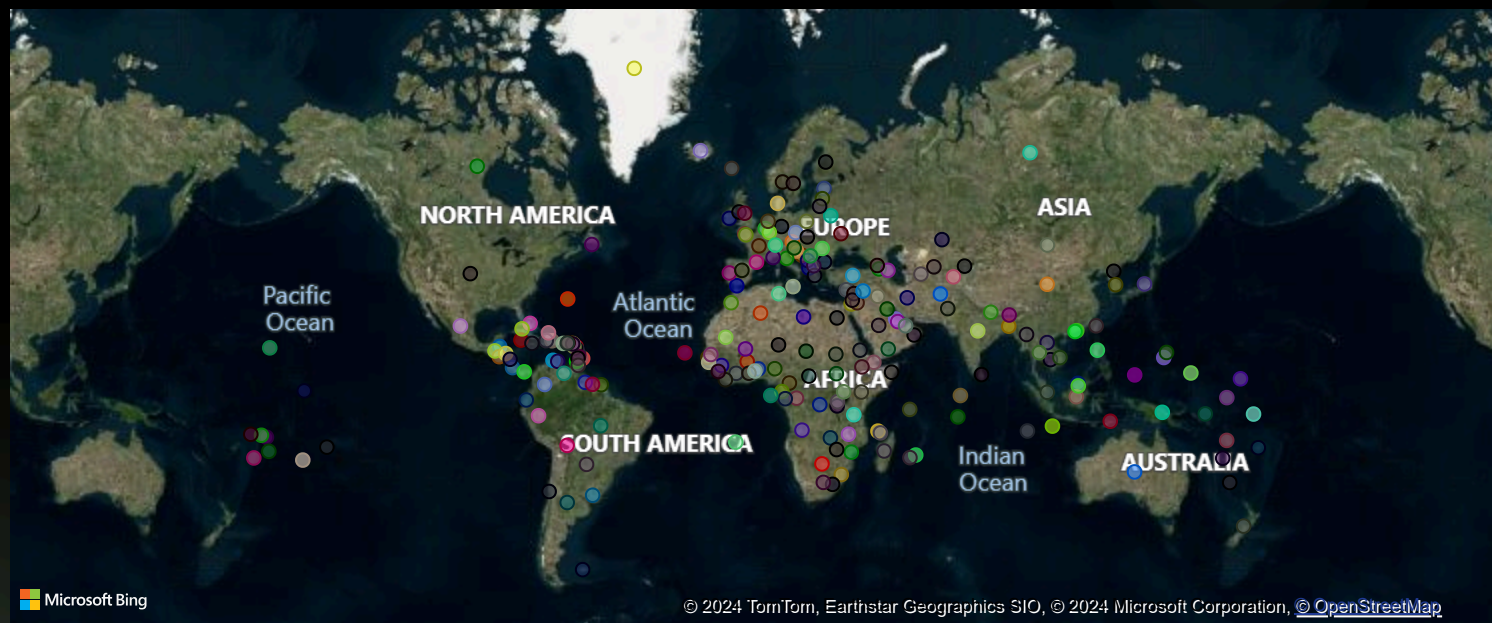 NORTH AMERICA
ASIA
EUROPE
Pacific
Ocean
Atlantic
Ocean
AFRICA
SOUTH AMERICA
Indian
Ocean
AUSTRALIA
Microsoft Bing
© 2024 TomTom, Earthstar Geographics SIO, © 2024 Microsoft Corporation, © OpenStreetMap